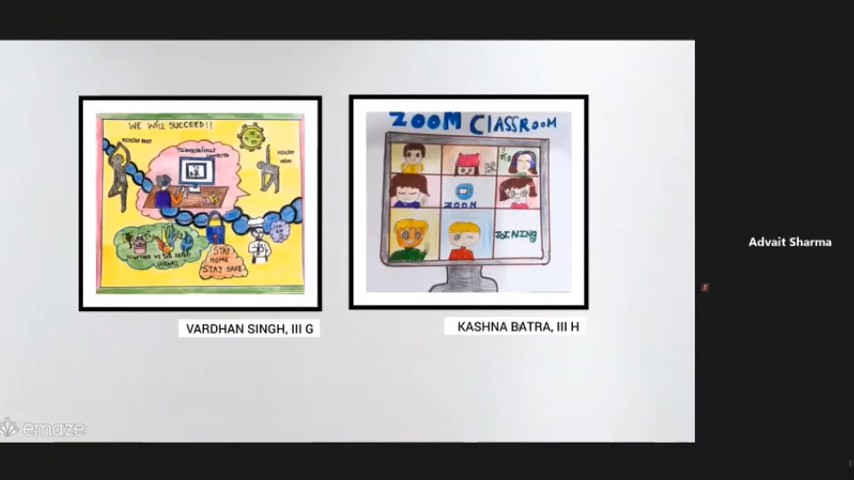 WE WILL SUCCEED!!
STAY
HOME
STAY SAFE
VARDHAN SINGH, III G
ZOOM CLASSROOM
ZOON
JOINING
KASHNA BATRA, III H
Advait Sharma
emaze